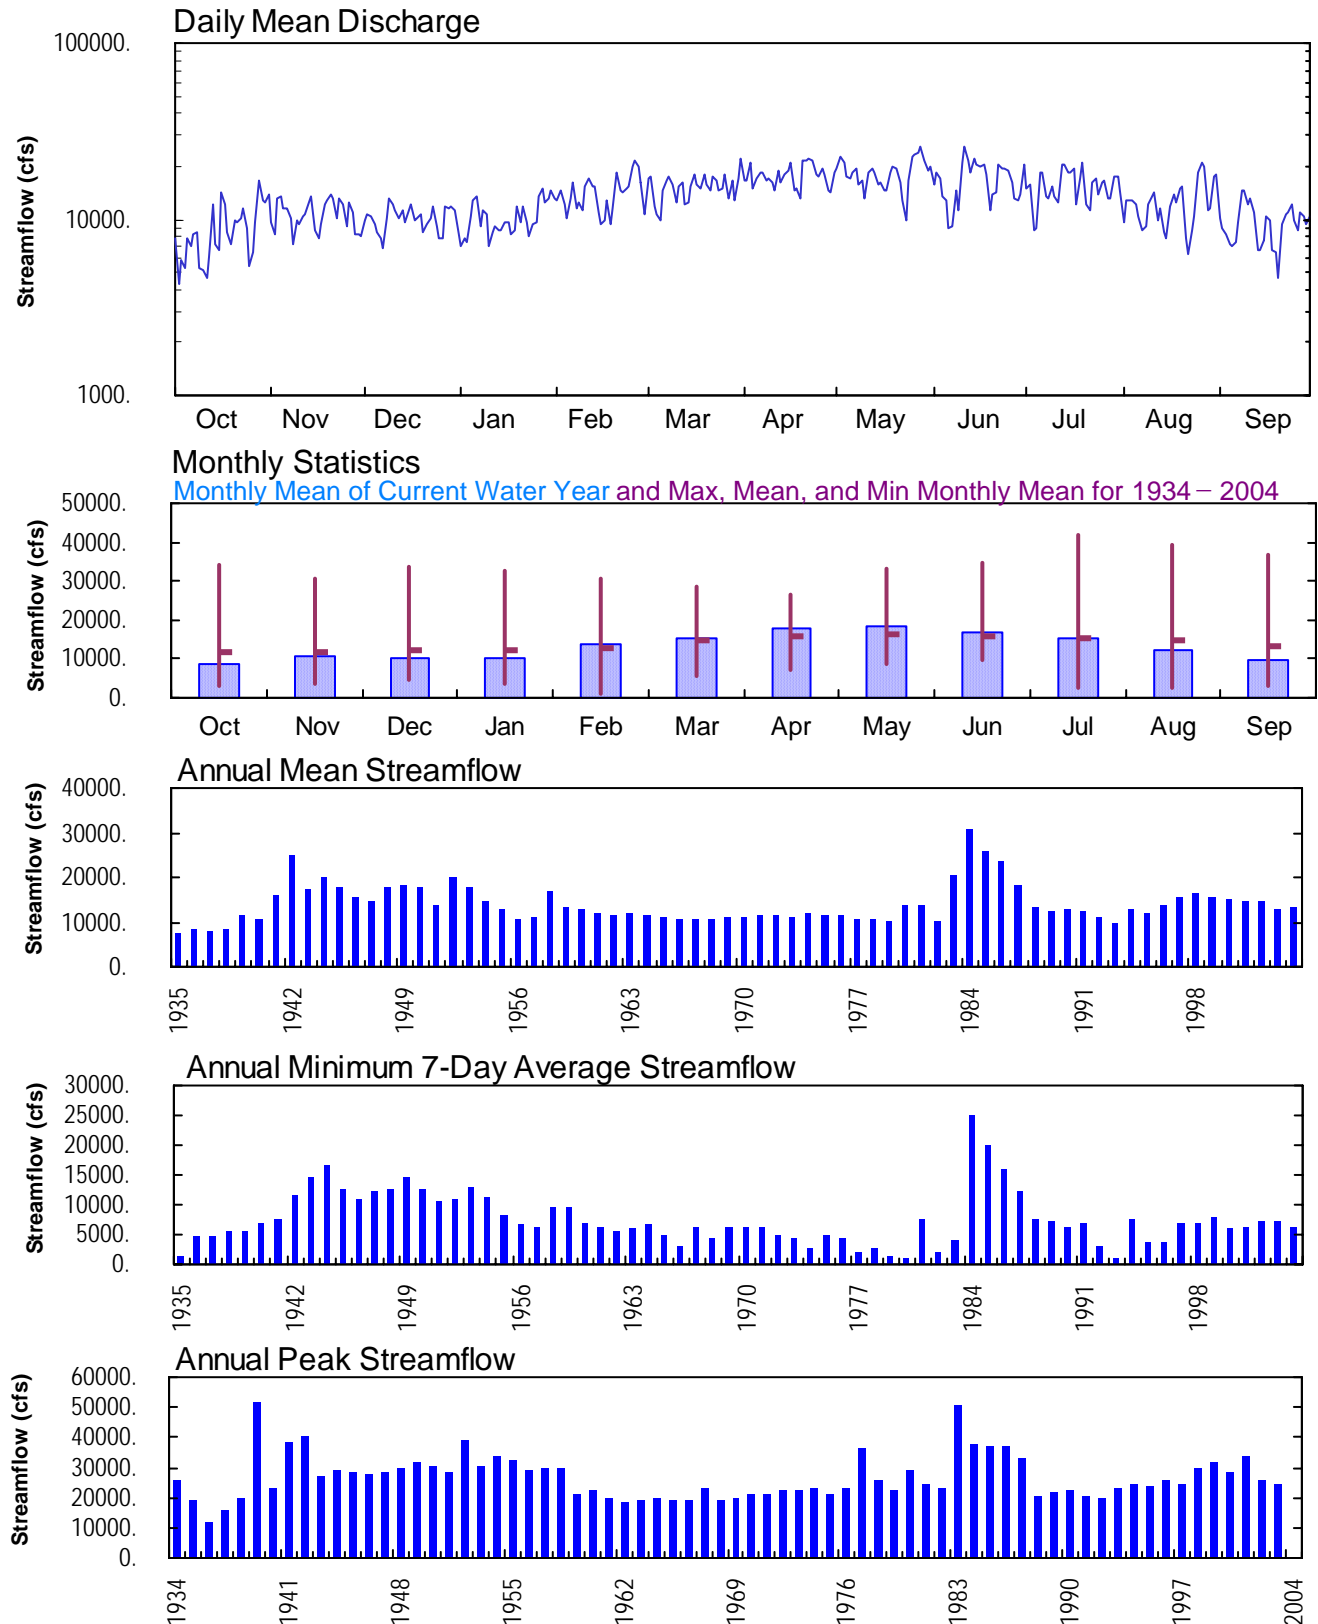 Daily Mean Discharge
Streamflow (cfs)
100000.
10000.
1000.
Oct Nov Dec Jan Feb Mar Apr May Jun Jul Aug Sep
Monthly Statistics
Monthly Mean of Current Water Year and Max, Mean, and Min Monthly Mean for 1934 – 2004
Streamflow (cfs)
50000.
40000.
30000.
20000.
10000.
0.
Oct Nov Dec Jan Feb Mar Apr May Jun Jul Aug Sep
Annual Mean Streamflow
Streamflow (cfs)
40000.
30000.
20000.
10000.
0.
1935 1942 1949 1956 1963 1970 1977 1984 1991 1998
Annual Minimum 7-Day Average Streamflow
Streamflow (cfs)
30000.
25000.
20000.
15000.
10000.
5000.
0.
1935 1942 1949 1956 1963 1970 1977 1984 1991 1998
Annual Peak Streamflow
Streamflow (cfs)
60000.
50000.
40000.
30000.
20000.
10000.
0.
1934 1941 1948 1955 1962 1969 1976 1983 1990 1997 2004